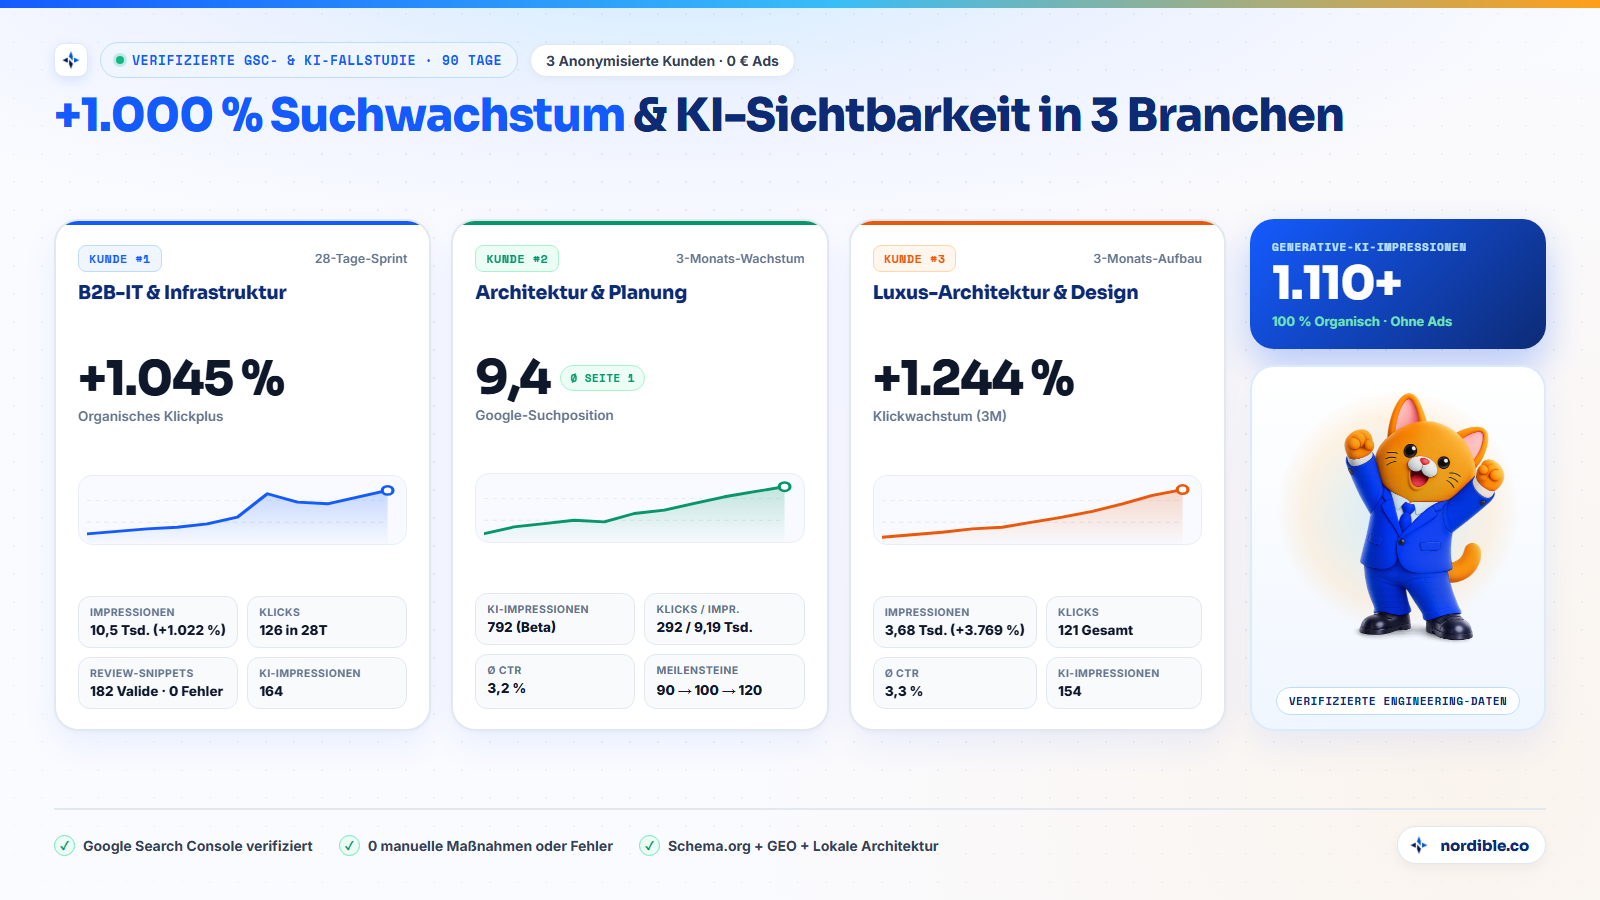 VERIFIZIERTE GSC- & KI-FALLSTUDIE · 90 TAGE
3 Anonymisierte Kunden · 0 € Ads
+1.000 % Suchwachstum & KI-Sichtbarkeit in 3 Branchen
KUNDE #1
28-Tage-Sprint
B2B-IT & Infrastruktur
+1.045 %
Organisches Klickplus
IMPRESSIONEN
10,5 Tsd. (+1.022 %)
KLICKS
126 in 28T
REVIEW-SNIPPETS
182 Valide · 0 Fehler
KI-IMPRESSIONEN
164
KUNDE #2
3-Monats-Wachstum
Architektur & Planung
9,4
Ø SEITE 1
Google-Suchposition
KI-IMPRESSIONEN
792 (Beta)
KLICKS / IMPR.
292 / 9,19 Tsd.
Ø CTR
3,2 %
MEILENSTEINE
90 → 100 → 120
KUNDE #3
3-Monats-Aufbau
Luxus-Architektur & Design
+1.244 %
Klickwachstum (3M)
IMPRESSIONEN
3,68 Tsd. (+3.769 %)
KLICKS
121 Gesamt
Ø CTR
3,3 %
KI-IMPRESSIONEN
154
GENERATIVE-KI-IMPRESSIONEN
1.110+
100 % Organisch · Ohne Ads
VERIFIZIERTE ENGINEERING-DATEN
✓ Google Search Console verifiziert
✓ 0 manuelle Maßnahmen oder Fehler
✓ Schema.org + GEO + Lokale Architektur
nordible.co